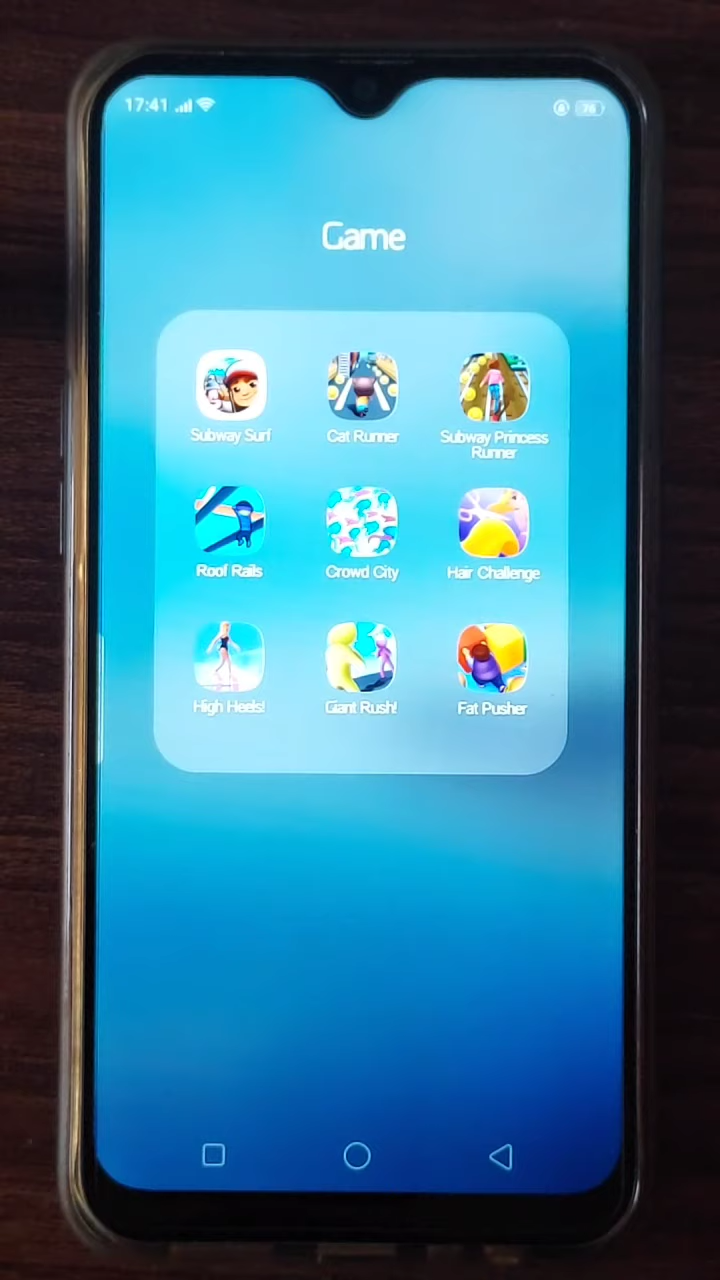 17:41
76
Game
Subway Surf
Cat Runner
Subway Princess
Runner
Roof Rails
Crowd City
Hair Challenge
High Heels!
Giant Rush!
Fat Pusher